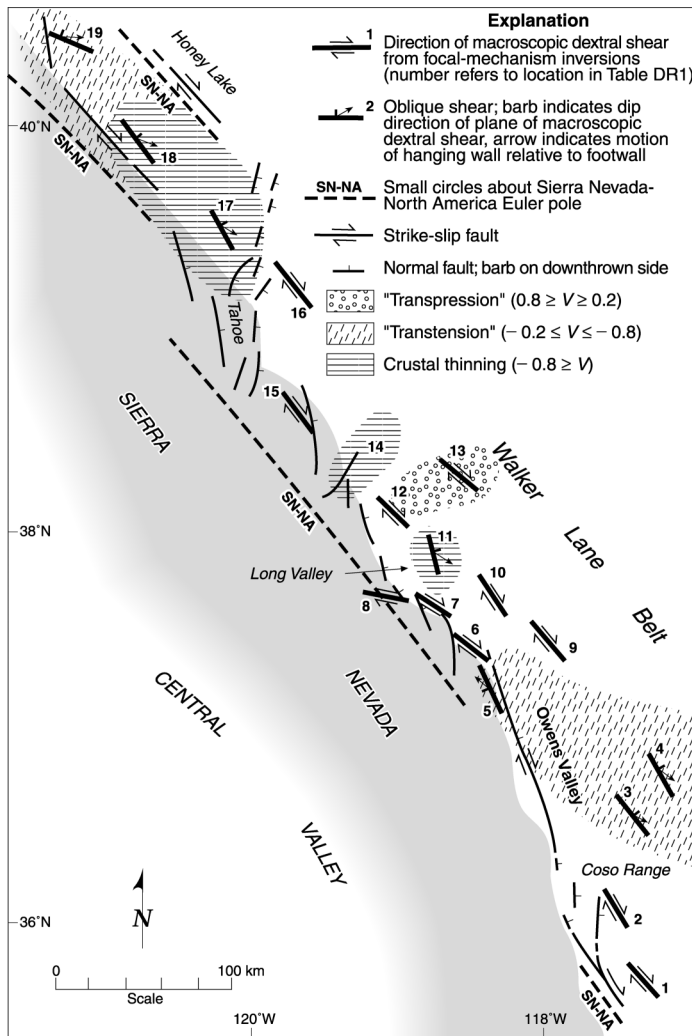 Explanation
1
Direction of macroscopic dextral shear
from focal-mechanism inversions
(number refers to location in Table DR1)
2
Oblique shear; barb indicates dip
direction of plane of macroscopic
dextral shear, arrow indicates motion
of hanging wall relative to footwall
SN-NA
Small circles about Sierra Nevada-
North America Euler pole
Strike-slip fault
Normal fault; barb on downthrown side
"Transpression" (0.8 ≥ V ≥ 0.2)
"Transtension" (– 0.2 ≤ V ≤ – 0.8)
Crustal thinning (– 0.8 ≥ V)
19
Honey Lake
SN-NA
40°N
SN-NA
18
17
16
Tahoe
15
SIERRA
14
13
Walker
Lane
Belt
12
SN-NA
38°N
11
Long Valley
10
8
7
9
6
5
NEVADA
CENTRAL
VALLEY
Owens Valley
4
3
Coso Range
2
36°N
N
1
SN-NA
0
100 km
Scale
120°W
118°W